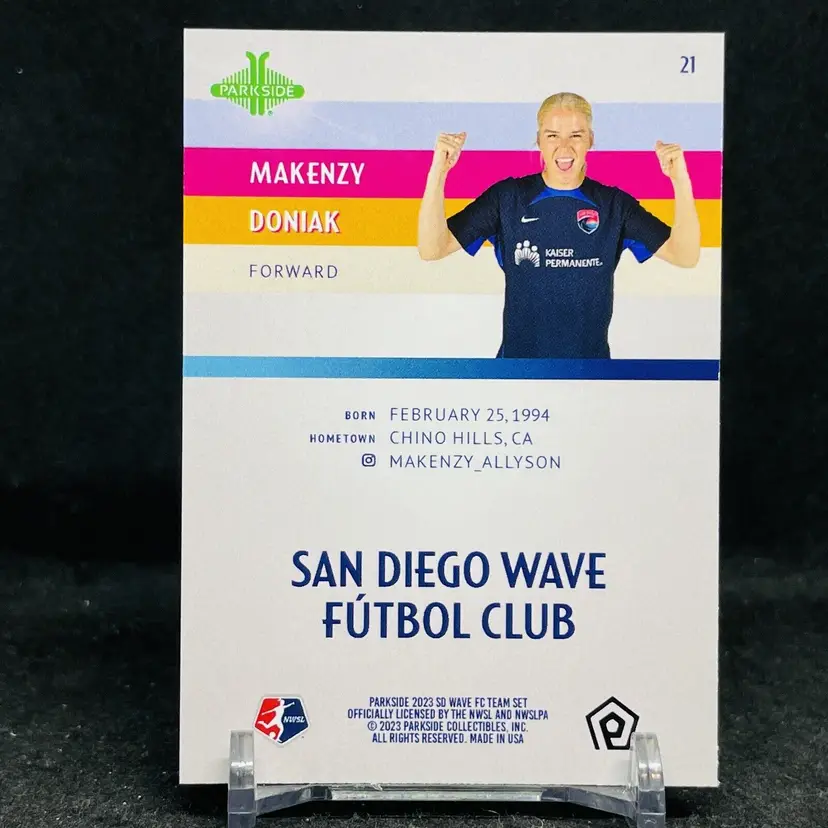 PARKSIDE
21
MAKENZY
DONIAK
FORWARD
KAISER
PERMANENTE.
BORN FEBRUARY 25, 1994
HOMETOWN CHINO HILLS, CA
MAKENZY_ALLYSON
SAN DIEGO WAVE
FÚTBOL CLUB
NWSL
PARKSIDE 2023 SD WAVE FC TEAM SET
OFFICIALLY LICENSED BY THE NWSL AND NWSLPA
© 2023 PARKSIDE COLLECTIBLES, INC.
ALL RIGHTS RESERVED. MADE IN USA